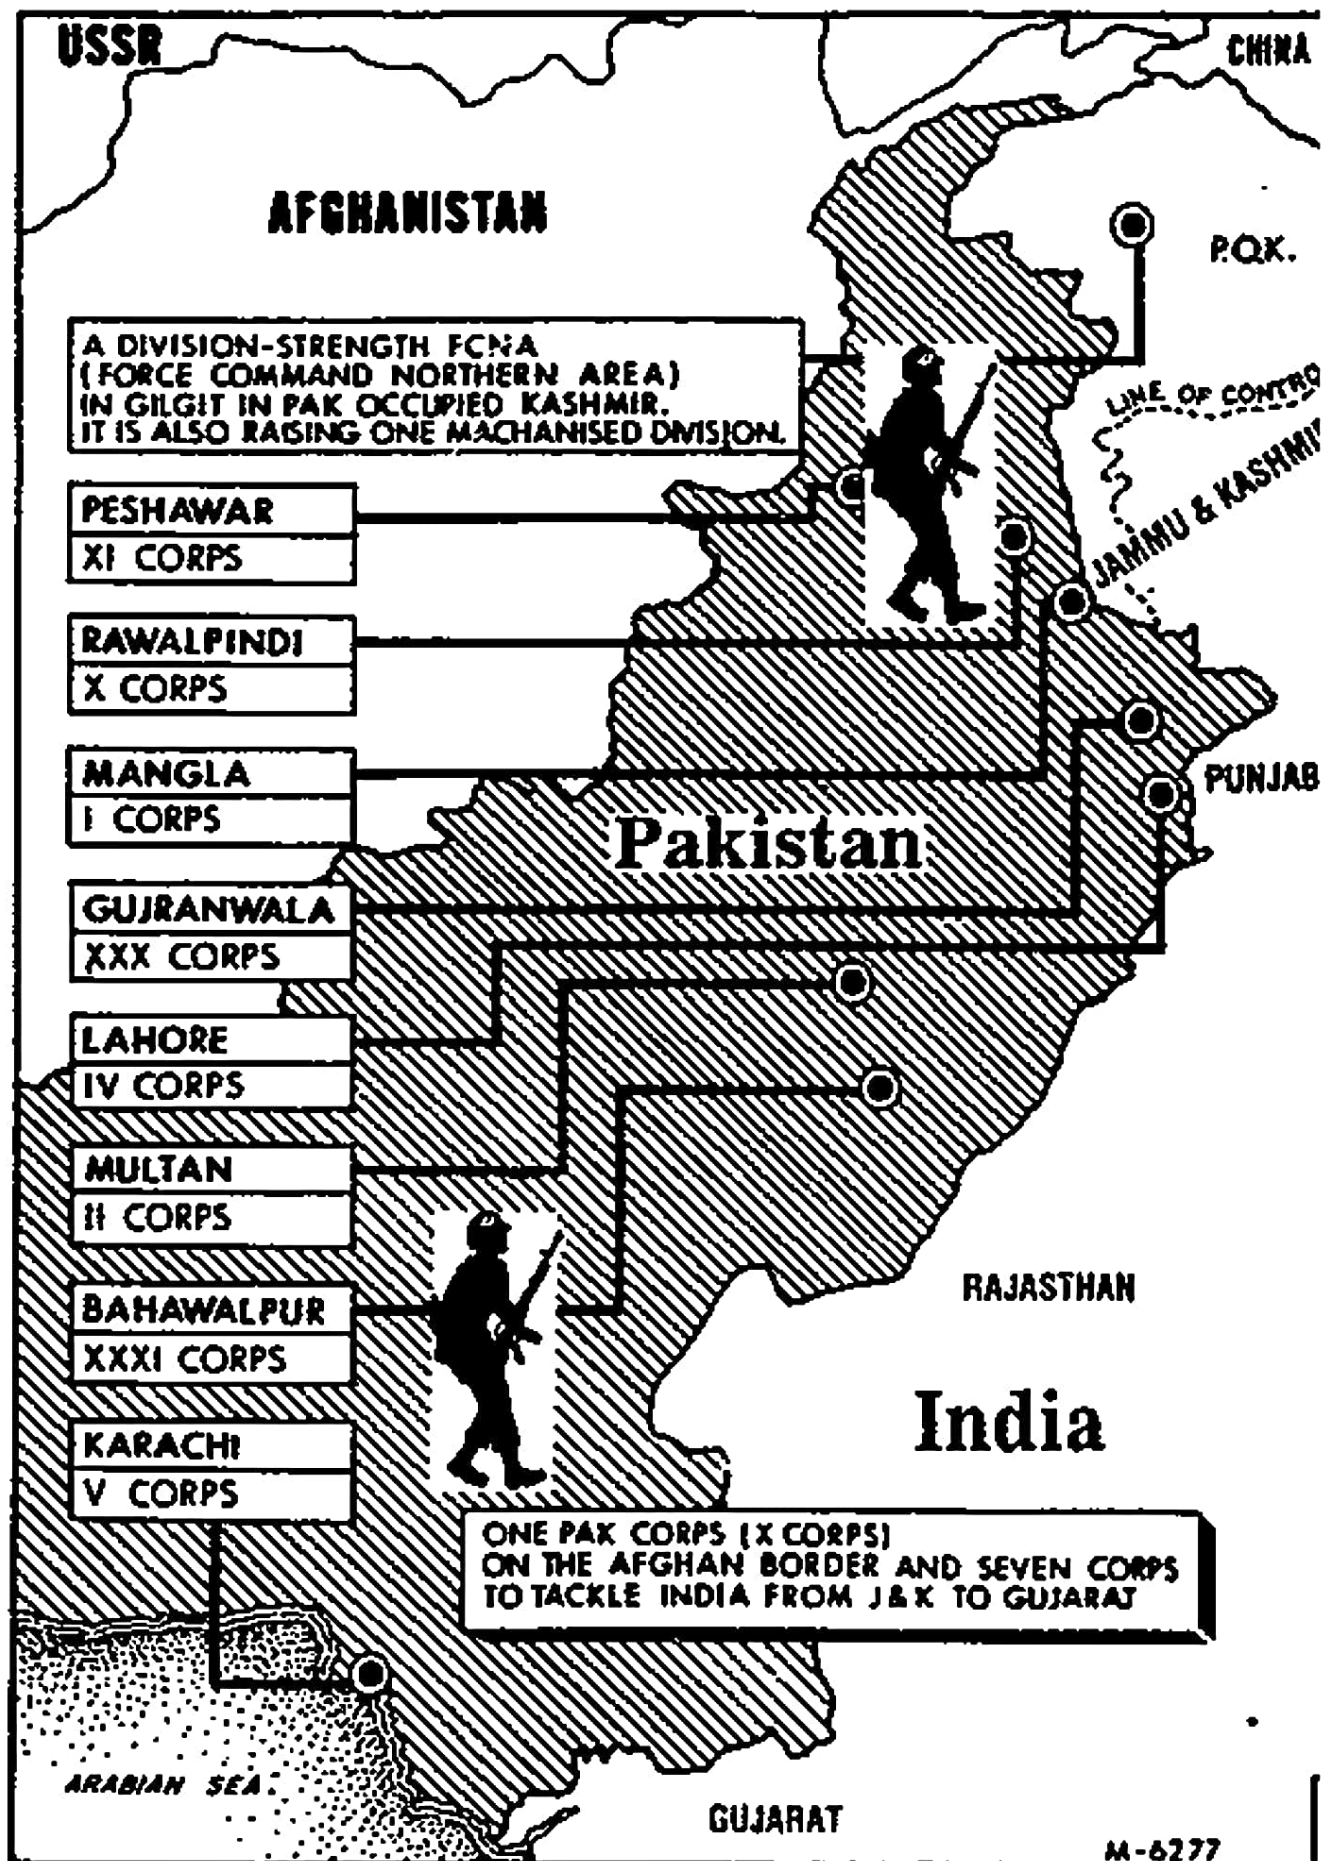 USSR
CHINA
AFGHANISTAN
P.O.K.
A DIVISION-STRENGTH FCNA
(FORCE COMMAND NORTHERN AREA)
IN GILGIT IN PAK OCCUPIED KASHMIR.
IT IS ALSO RAISING ONE MACHANISED DIVISION.
LINE OF CONTRO
JAMMU & KASHMIR
PESHAWAR
XI CORPS
RAWALPINDI
X CORPS
MANGLA
I CORPS
PUNJAB
Pakistan
GUJRANWALA
XXX CORPS
LAHORE
IV CORPS
MULTAN
II CORPS
BAHAWALPUR
XXXI CORPS
RAJASTHAN
India
KARACHI
V CORPS
ONE PAK CORPS (X CORPS)
ON THE AFGHAN BORDER AND SEVEN CORPS
TO TACKLE INDIA FROM J&K TO GUJARAT
ARABIAN SEA
GUJARAT
M-6277